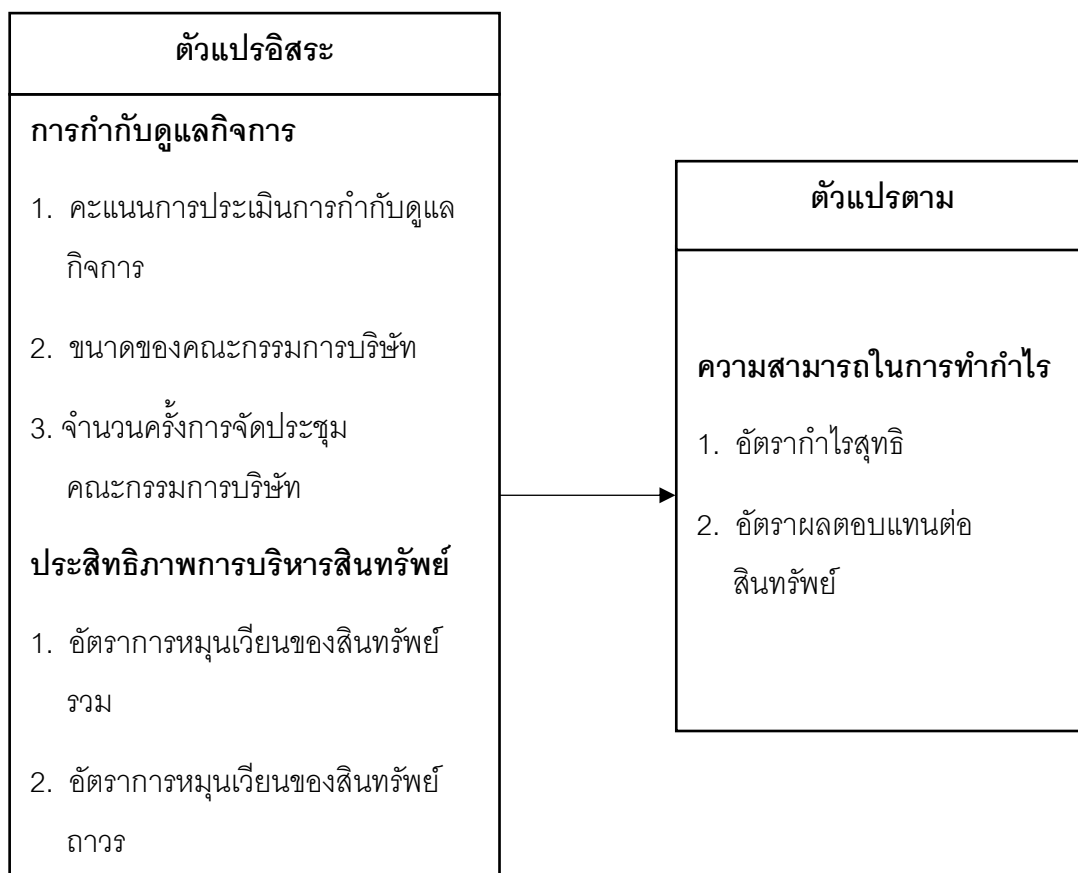 ตัวแปรอิสระ
การกำกับดูแลกิจการ
1. คะแนนการประเมินการกำกับดูแล
กิจการ
2. ขนาดของคณะกรรมการบริษัท
3. จำนวนครั้งการจัดประชุม
คณะกรรมการบริษัท
ประสิทธิภาพการบริหารสินทรัพย์
1. อัตราการหมุนเวียนของสินทรัพย์
รวม
2. อัตราการหมุนเวียนของสินทรัพย์
ถาวร
ตัวแปรตาม
ความสามารถในการทำกำไร
1. อัตรากำไรสุทธิ
2. อัตราผลตอบแทนต่อ
สินทรัพย์